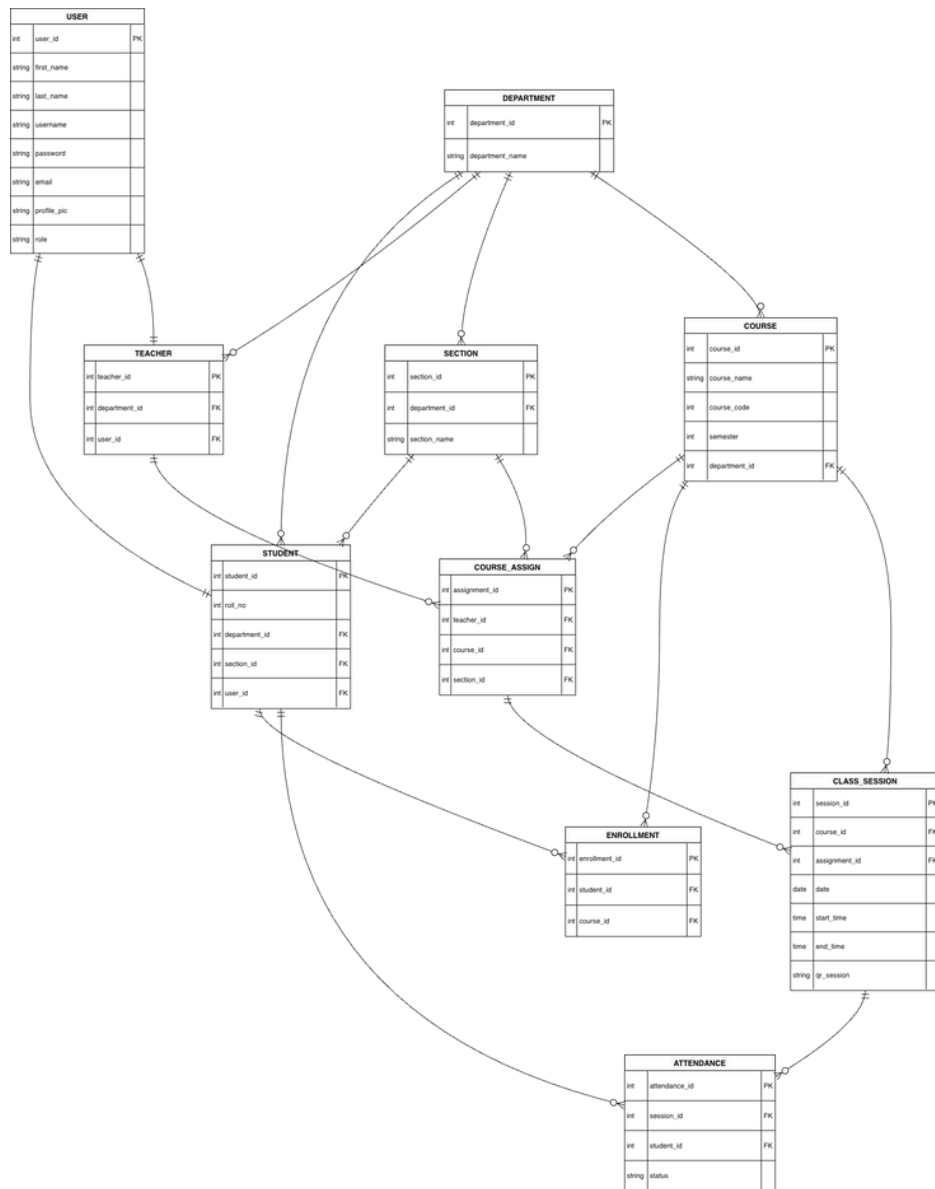 USER
int user_id PK
string first_name
string last_name
string username
string password
string email
string profile_pic
string role
DEPARTMENT
int department_id PK
string department_name
TEACHER
int teacher_id PK
int department_id FK
int user_id FK
SECTION
int section_id PK
int department_id FK
string section_name
COURSE
int course_id PK
string course_name
int course_code
int semester
int department_id FK
STUDENT
int student_id PK
int roll_no
int department_id FK
int section_id FK
int user_id FK
COURSE_ASSIGN
int assignment_id PK
int teacher_id FK
int course_id FK
int section_id FK
ENROLLMENT
int enrollment_id PK
int student_id FK
int course_id FK
CLASS_SESSION
int session_id PK
int course_id FK
int assignment_id FK
date date
time start_time
time end_time
string qr_session
ATTENDANCE
int attendance_id PK
int session_id FK
int student_id FK
string status